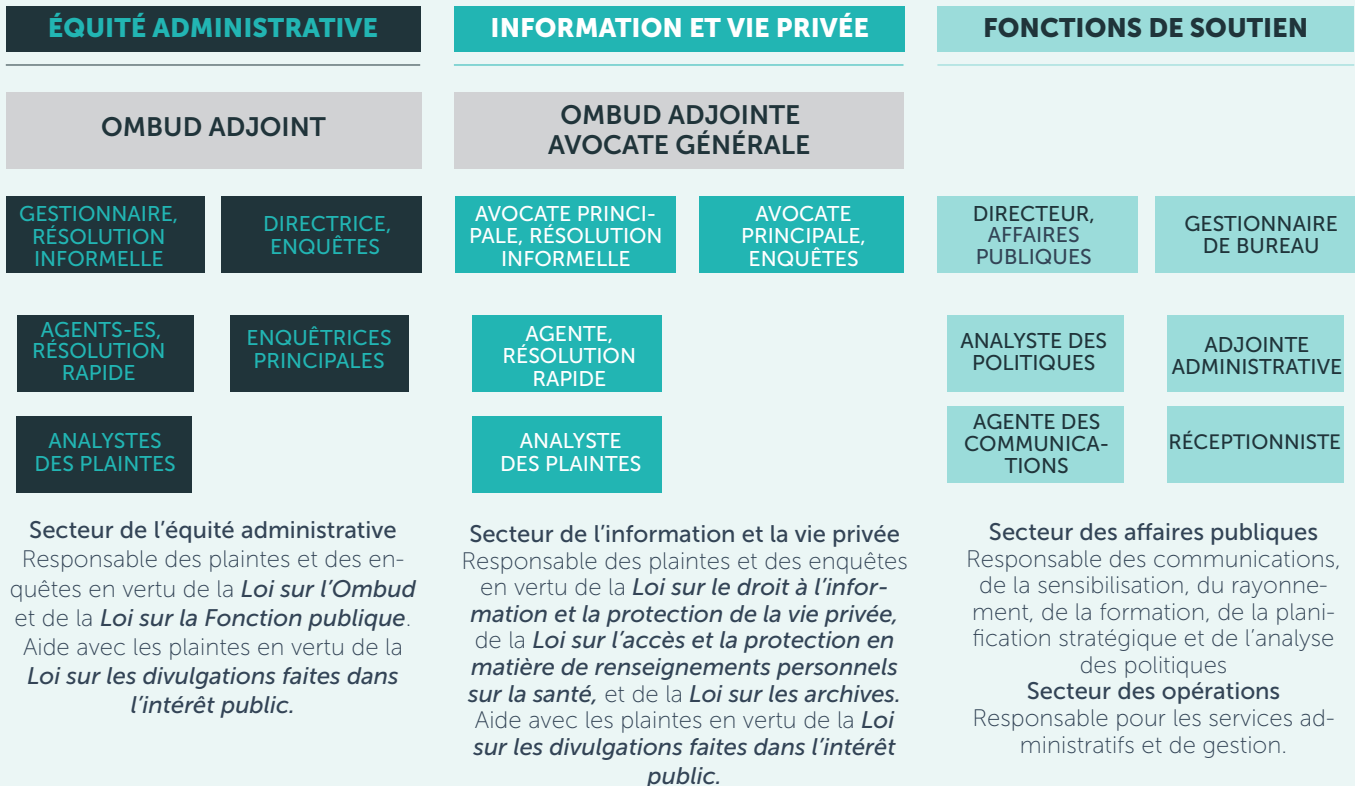 ÉQUITÉ ADMINISTRATIVE
OMBUD ADJOINT
GESTIONNAIRE,
RÉSOLUTION
INFORMELLE
DIRECTRICE,
ENQUÊTES
AGENTS-ES,
RÉSOLUTION
RAPIDE
ENQUÊTRICES
PRINCIPALES
ANALYSTES
DES PLAINTES
Secteur de l'équité administrative
Responsable des plaintes et des en-
quêtes en vertu de la Loi sur l'Ombud
et de la Loi sur la Fonction publique.
Aide avec les plaintes en vertu de la
Loi sur les divulgations faites dans
l'intérêt public.
INFORMATION ET VIE PRIVÉE
OMBUD ADJOINTE
AVOCATE GÉNÉRALE
AVOCATE PRINCI-
PALE, RÉSOLUTION
INFORMELLE
AVOCATE
PRINCIPALE,
ENQUÊTES
AGENTE,
RÉSOLUTION
RAPIDE
ANALYSTE
DES PLAINTES
Secteur de l'information et la vie privée
Responsable des plaintes et des enquêtes
en vertu de la Loi sur le droit à l'infor-
mation et la protection de la vie privée,
de la Loi sur l'accès et la protection en
matière de renseignements personnels
sur la santé, et de la Loi sur les archives.
Aide avec les plaintes en vertu de la Loi
sur les divulgations faites dans l'intérêt
public.
FONCTIONS DE SOUTIEN
DIRECTEUR,
AFFAIRES
PUBLIQUES
GESTIONNAIRE
DE BUREAU
ANALYSTE DES
POLITIQUES
ADJOINTE
ADMINISTRATIVE
AGENTE DES
COMMUNICA-
TIONS
RÉCEPTIONNISTE
Secteur des affaires publiques
Responsable des communications,
de la sensibilisation, du rayonne-
ment, de la formation, de la plani-
fication stratégique et de l'analyse
des politiques
Secteur des opérations
Responsable pour les services ad-
ministratifs et de gestion.